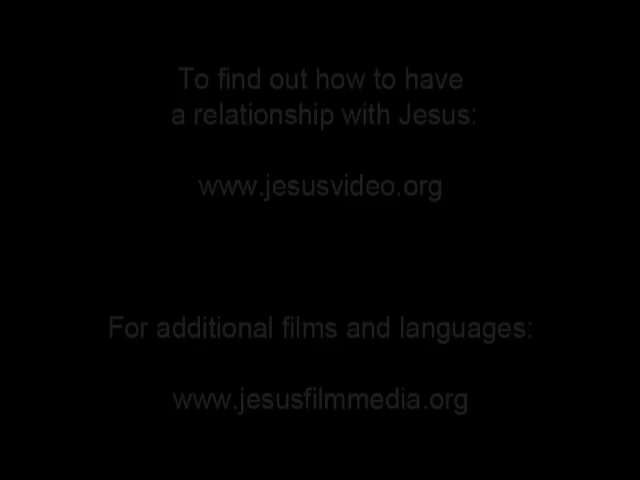 To find out how to have
a relationship with Jesus:
www.jesusvideo.org
For additional films and languages:
www.jesusfilmmedia.org